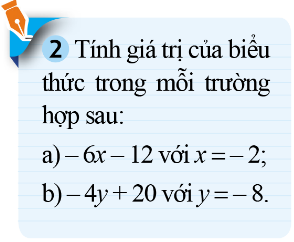 2 Tính giá trị của biểu
thức trong mỗi trường
hợp sau:
a) – 6x – 12 với x = – 2;
b) – 4y + 20 với y = – 8.